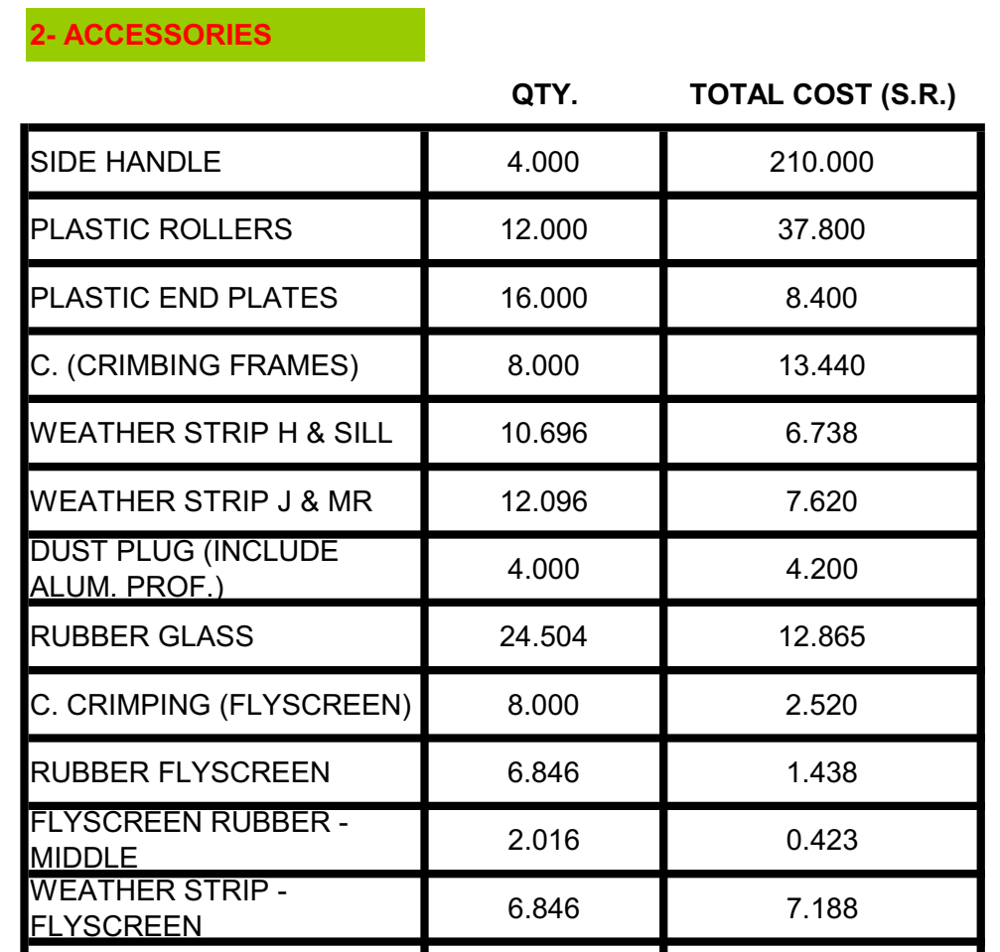 2- ACCESSORIES
QTY. TOTAL COST (S.R.)
SIDE HANDLE 4.000 210.000
PLASTIC ROLLERS 12.000 37.800
PLASTIC END PLATES 16.000 8.400
C. (CRIMBING FRAMES) 8.000 13.440
WEATHER STRIP H & SILL 10.696 6.738
WEATHER STRIP J & MR 12.096 7.620
DUST PLUG (INCLUDE
ALUM. PROF.) 4.000 4.200
RUBBER GLASS 24.504 12.865
C. CRIMPING (FLYSCREEN) 8.000 2.520
RUBBER FLYSCREEN 6.846 1.438
FLYSCREEN RUBBER -
MIDDLE 2.016 0.423
WEATHER STRIP -
FLYSCREEN 6.846 7.188